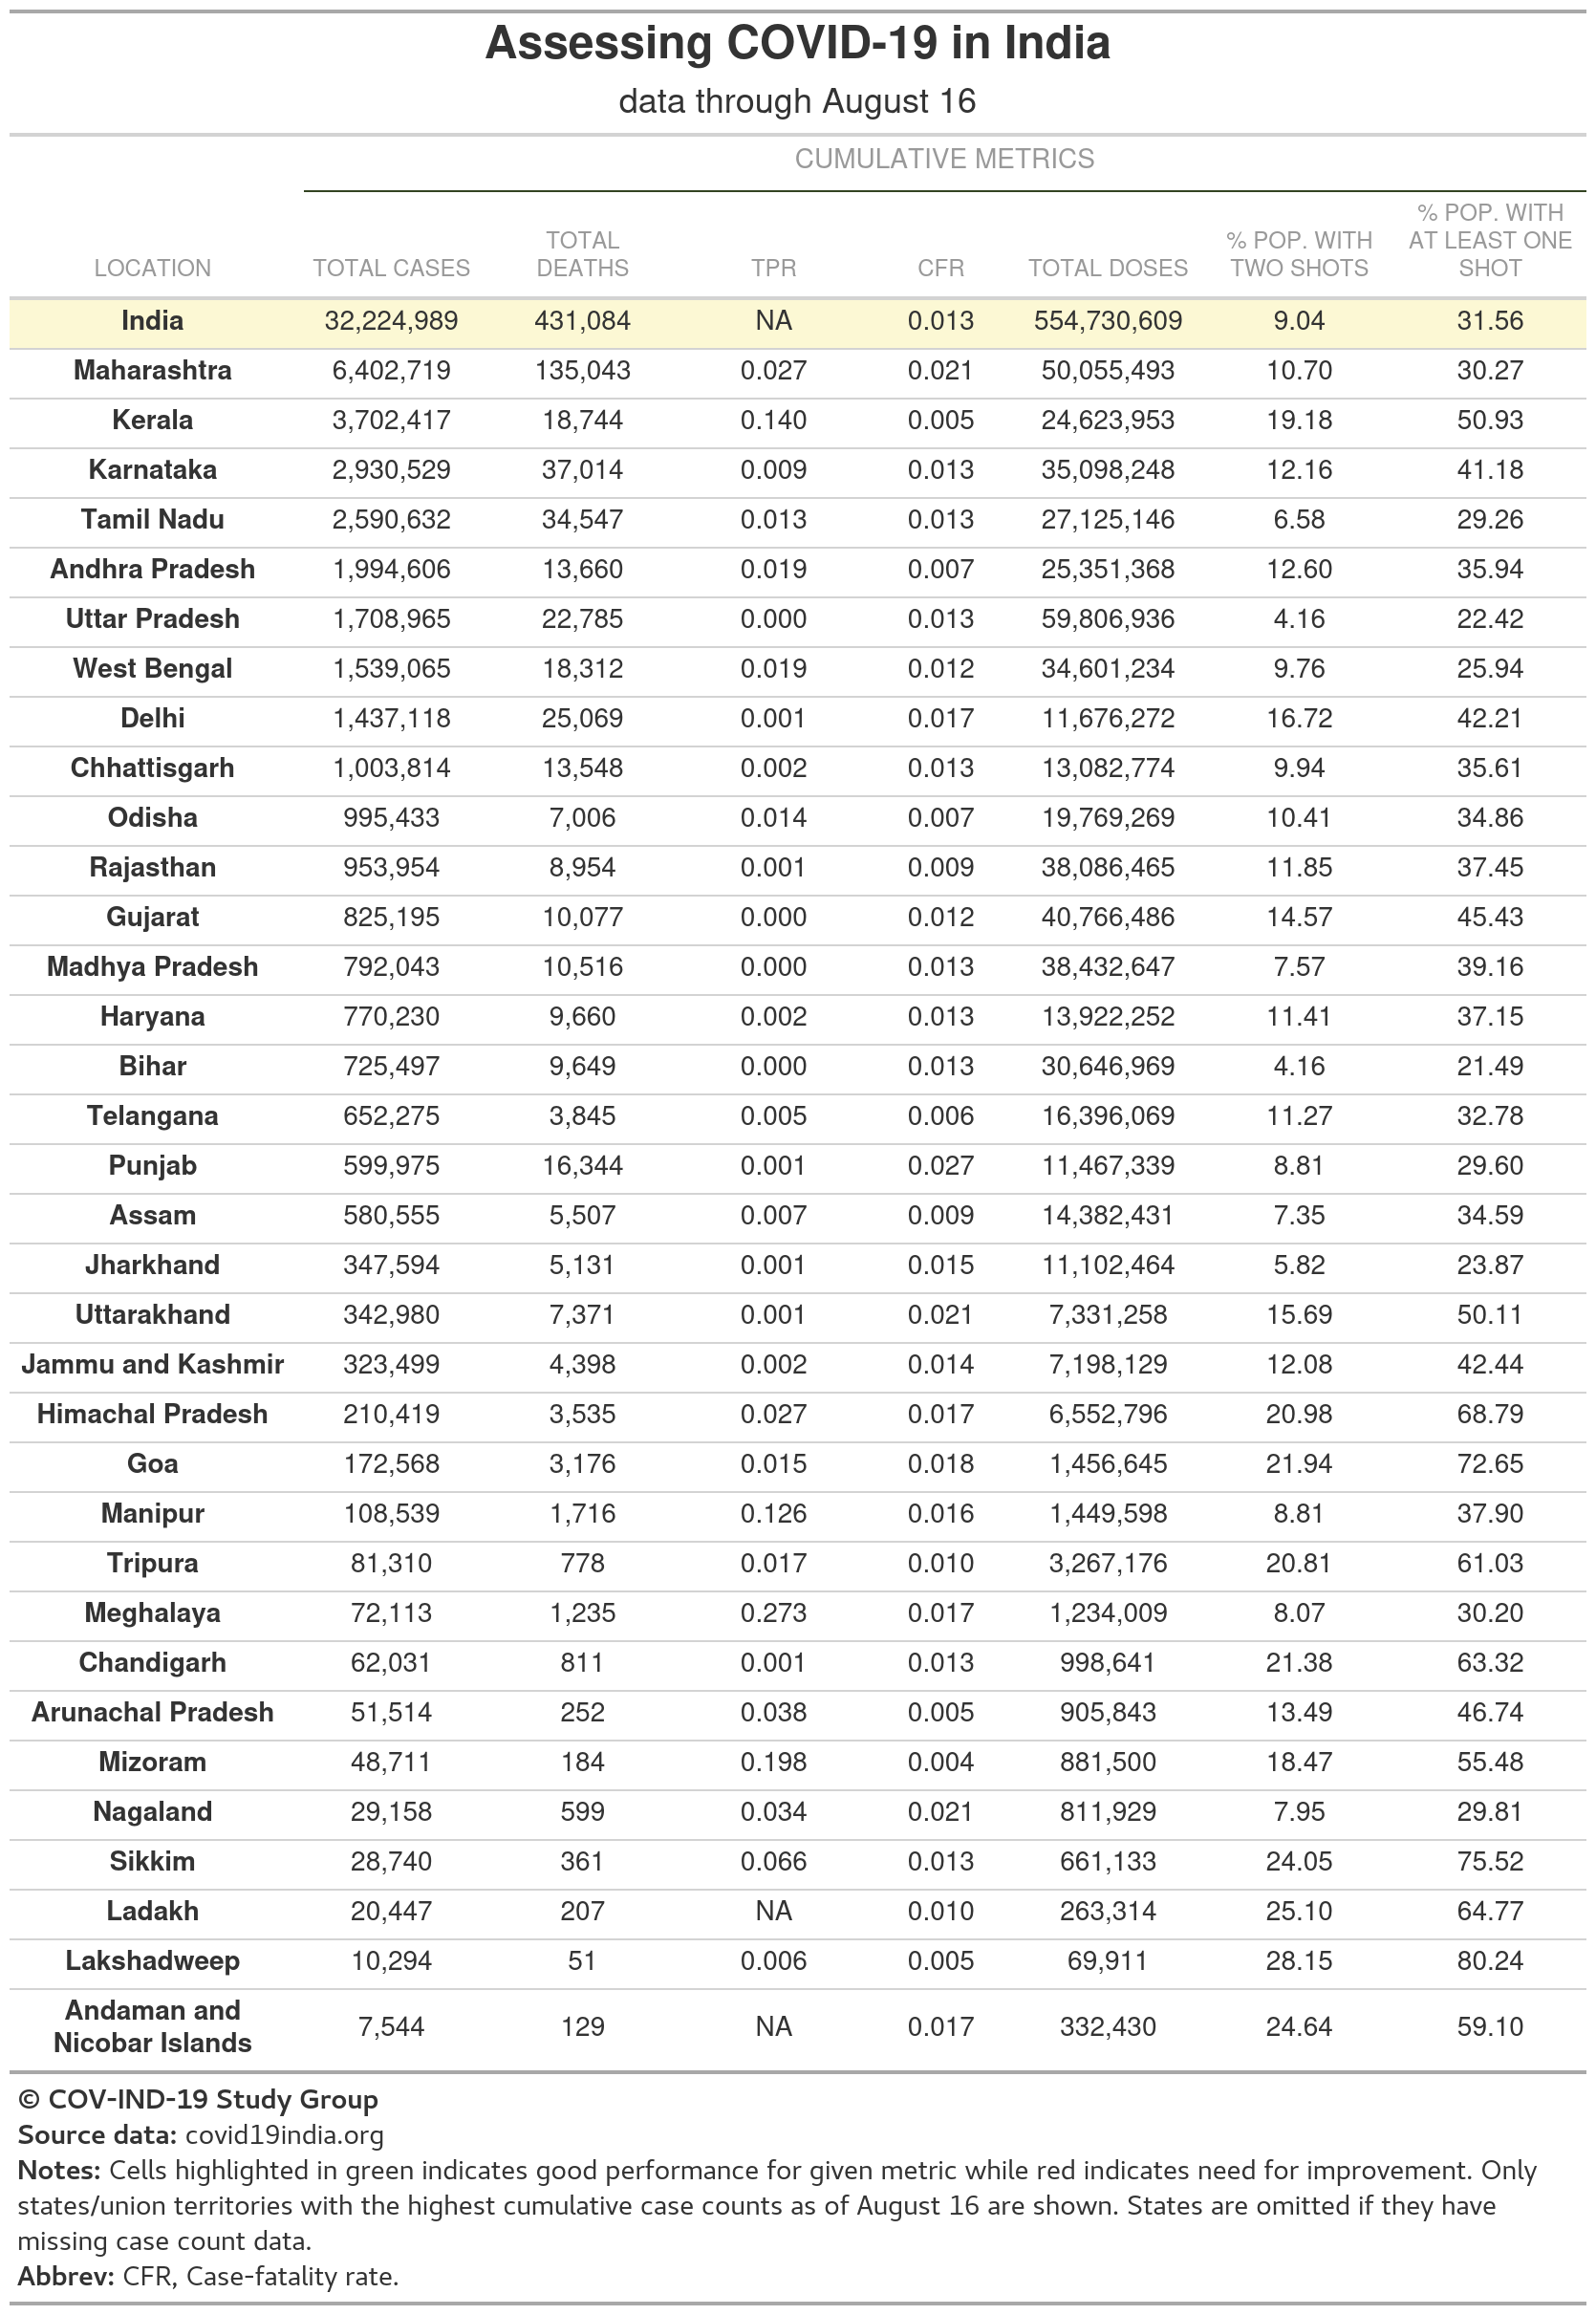 Assessing COVID-19 in India
data through August 16
CUMULATIVE METRICS
LOCATION TOTAL CASES TOTAL DEATHS TPR CFR TOTAL DOSES % POP. WITH TWO SHOTS % POP. WITH AT LEAST ONE SHOT
India 32,224,989 431,084 NA 0.013 554,730,609 9.04 31.56
Maharashtra 6,402,719 135,043 0.027 0.021 50,055,493 10.70 30.27
Kerala 3,702,417 18,744 0.140 0.005 24,623,953 19.18 50.93
Karnataka 2,930,529 37,014 0.009 0.013 35,098,248 12.16 41.18
Tamil Nadu 2,590,632 34,547 0.013 0.013 27,125,146 6.58 29.26
Andhra Pradesh 1,994,606 13,660 0.019 0.007 25,351,368 12.60 35.94
Uttar Pradesh 1,708,965 22,785 0.000 0.013 59,806,936 4.16 22.42
West Bengal 1,539,065 18,312 0.019 0.012 34,601,234 9.76 25.94
Delhi 1,437,118 25,069 0.001 0.017 11,676,272 16.72 42.21
Chhattisgarh 1,003,814 13,548 0.002 0.013 13,082,774 9.94 35.61
Odisha 995,433 7,006 0.014 0.007 19,769,269 10.41 34.86
Rajasthan 953,954 8,954 0.001 0.009 38,086,465 11.85 37.45
Gujarat 825,195 10,077 0.000 0.012 40,766,486 14.57 45.43
Madhya Pradesh 792,043 10,516 0.000 0.013 38,432,647 7.57 39.16
Haryana 770,230 9,660 0.002 0.013 13,922,252 11.41 37.15
Bihar 725,497 9,649 0.000 0.013 30,646,969 4.16 21.49
Telangana 652,275 3,845 0.005 0.006 16,396,069 11.27 32.78
Punjab 599,975 16,344 0.001 0.027 11,467,339 8.81 29.60
Assam 580,555 5,507 0.007 0.009 14,382,431 7.35 34.59
Jharkhand 347,594 5,131 0.001 0.015 11,102,464 5.82 23.87
Uttarakhand 342,980 7,371 0.001 0.021 7,331,258 15.69 50.11
Jammu and Kashmir 323,499 4,398 0.002 0.014 7,198,129 12.08 42.44
Himachal Pradesh 210,419 3,535 0.027 0.017 6,552,796 20.98 68.79
Goa 172,568 3,176 0.015 0.018 1,456,645 21.94 72.65
Manipur 108,539 1,716 0.126 0.016 1,449,598 8.81 37.90
Tripura 81,310 778 0.017 0.010 3,267,176 20.81 61.03
Meghalaya 72,113 1,235 0.273 0.017 1,234,009 8.07 30.20
Chandigarh 62,031 811 0.001 0.013 998,641 21.38 63.32
Arunachal Pradesh 51,514 252 0.038 0.005 905,843 13.49 46.74
Mizoram 48,711 184 0.198 0.004 881,500 18.47 55.48
Nagaland 29,158 599 0.034 0.021 811,929 7.95 29.81
Sikkim 28,740 361 0.066 0.013 661,133 24.05 75.52
Ladakh 20,447 207 NA 0.010 263,314 25.10 64.77
Lakshadweep 10,294 51 0.006 0.005 69,911 28.15 80.24
Andaman and Nicobar Islands 7,544 129 NA 0.017 332,430 24.64 59.10
© COV-IND-19 Study Group
Source data: covid19india.org
Notes: Cells highlighted in green indicates good performance for given metric while red indicates need for improvement. Only
states/union territories with the highest cumulative case counts as of August 16 are shown. States are omitted if they have
missing case count data.
Abbrev: CFR, Case-fatality rate.